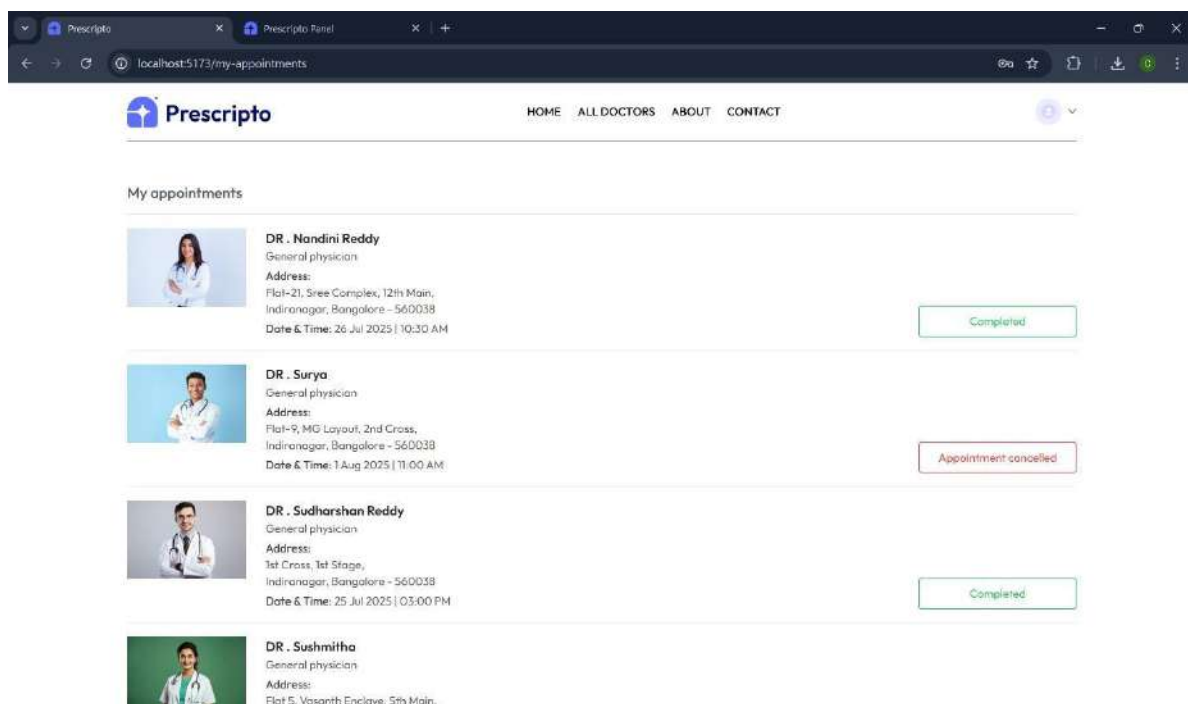 Prescripto
Prescripto Panel
localhost:5173/my-appointments
Prescripto
HOME ALL DOCTORS ABOUT CONTACT
My appointments
DR . Nandini Reddy
General physician
Address:
Flat-21, Sree Complex, 12th Main,
Indiranagar, Bangalore - 560038
Date & Time: 26 Jul 2025 | 10:30 AM
Completed
DR . Surya
General physician
Address:
Flat-9, MG Layout, 2nd Cross,
Indiranagar, Bangalore - 560038
Date & Time: 1 Aug 2025 | 11:00 AM
Appointment cancelled
DR . Sudharshan Reddy
General physician
Address:
1st Cross, 1st Stage,
Indiranagar, Bangalore - 560038
Date & Time: 25 Jul 2025 | 03:00 PM
Completed
DR . Sushmitha
General physician
Address:
Flat 5, Vasanth Enclave, 5th Main,